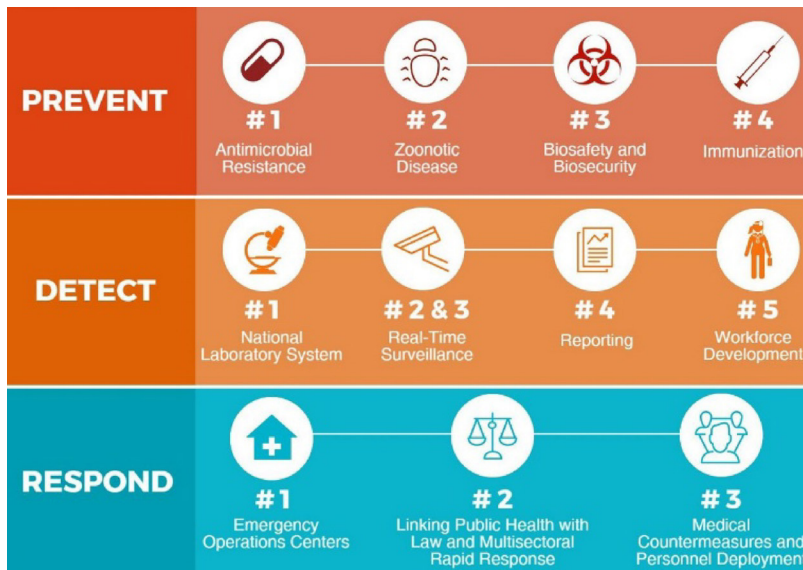 PREVENT
#1
Antimicrobial
Resistance
#2
Zoonotic
Disease
#3
Biosafety and
Biosecurity
#4
Immunization
DETECT
#1
National
Laboratory System
#2 & 3
Real-Time
Surveillance
#4
Reporting
#5
Workforce
Development
RESPOND
#1
Emergency
Operations Centers
#2
Linking Public Health with
Law and Multisectoral
Rapid Response
#3
Medical
Countermeasures and
Personnel Deployment